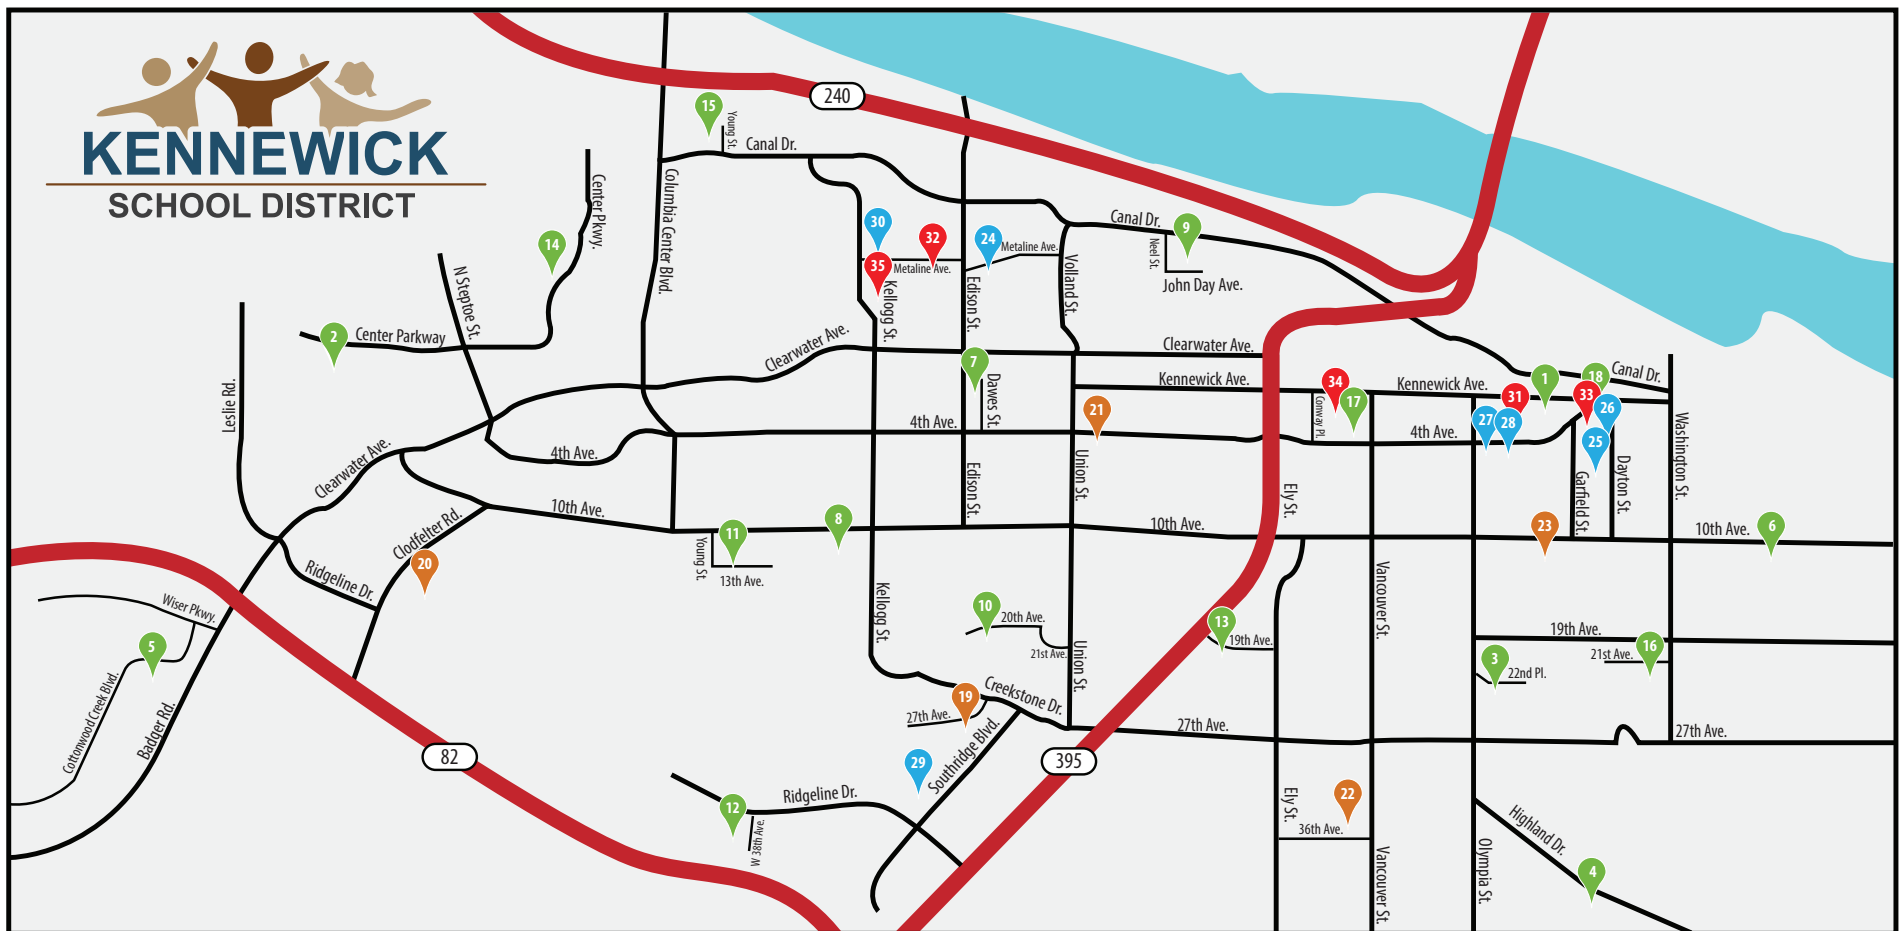 KENNEWICK
SCHOOL DISTRICT
240
15
Young St.
Canal Dr.
Center Pkwy.
Columbia Center Blvd.
14
30
32
24
Metaline Ave.
35
Metaline Ave.
Kellogg St.
Edison St.
Volland St.
Canal Dr.
9
Neel St.
John Day Ave.
N Steptoe St.
2
Center Parkway
Leslie Rd.
Clearwater Ave.
7
Dawes St.
Clearwater Ave.
Kennewick Ave.
34
17
Conway Pl.
Kennewick Ave.
31
1
18
Canal Dr.
33
26
27
28
25
21
4th Ave.
4th Ave.
4th Ave.
Clearwater Ave.
Washington St.
Garfield St.
Dayton St.
Edison St.
Union St.
Ely St.
10th Ave.
Clodfelter Rd.
20
Ridgeline Dr.
Wiser Pkwy.
5
Cottonwood Creek Blvd.
Badger Rd.
11
8
Young St.
13th Ave.
10th Ave.
23
10th Ave.
6
Kellogg St.
10
20th Ave.
21st Ave.
Union St.
13
19th Ave.
Vancouver St.
19th Ave.
3
22nd Pl.
21st Ave.
16
19
27th Ave.
Creekstone Dr.
Southridge Blvd.
27th Ave.
27th Ave.
82
29
395
12
Ridgeline Dr.
W 38th Ave.
Ely St.
22
36th Ave.
Vancouver St.
Olympia St.
Highland Dr.
4